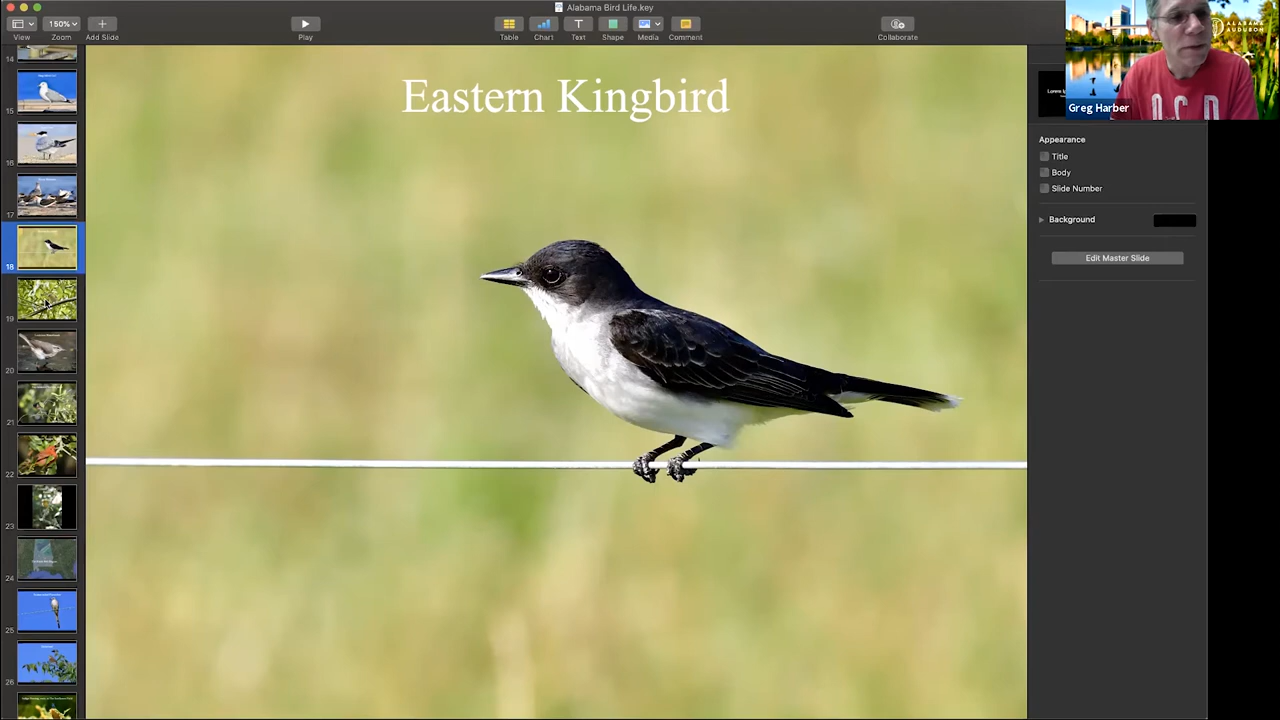 Alabama Bird Life.key
View
150%
Zoom
Add Slide
Play
Table
Chart
Text
Shape
Media
Comment
Collaborate
ALABAMA
AUDUBON
Greg Harber
Eastern Kingbird
Appearance
Title
Body
Slide Number
Background
Edit Master Slide
14
15
16
17
18
19
20
21
22
23
24
25
26